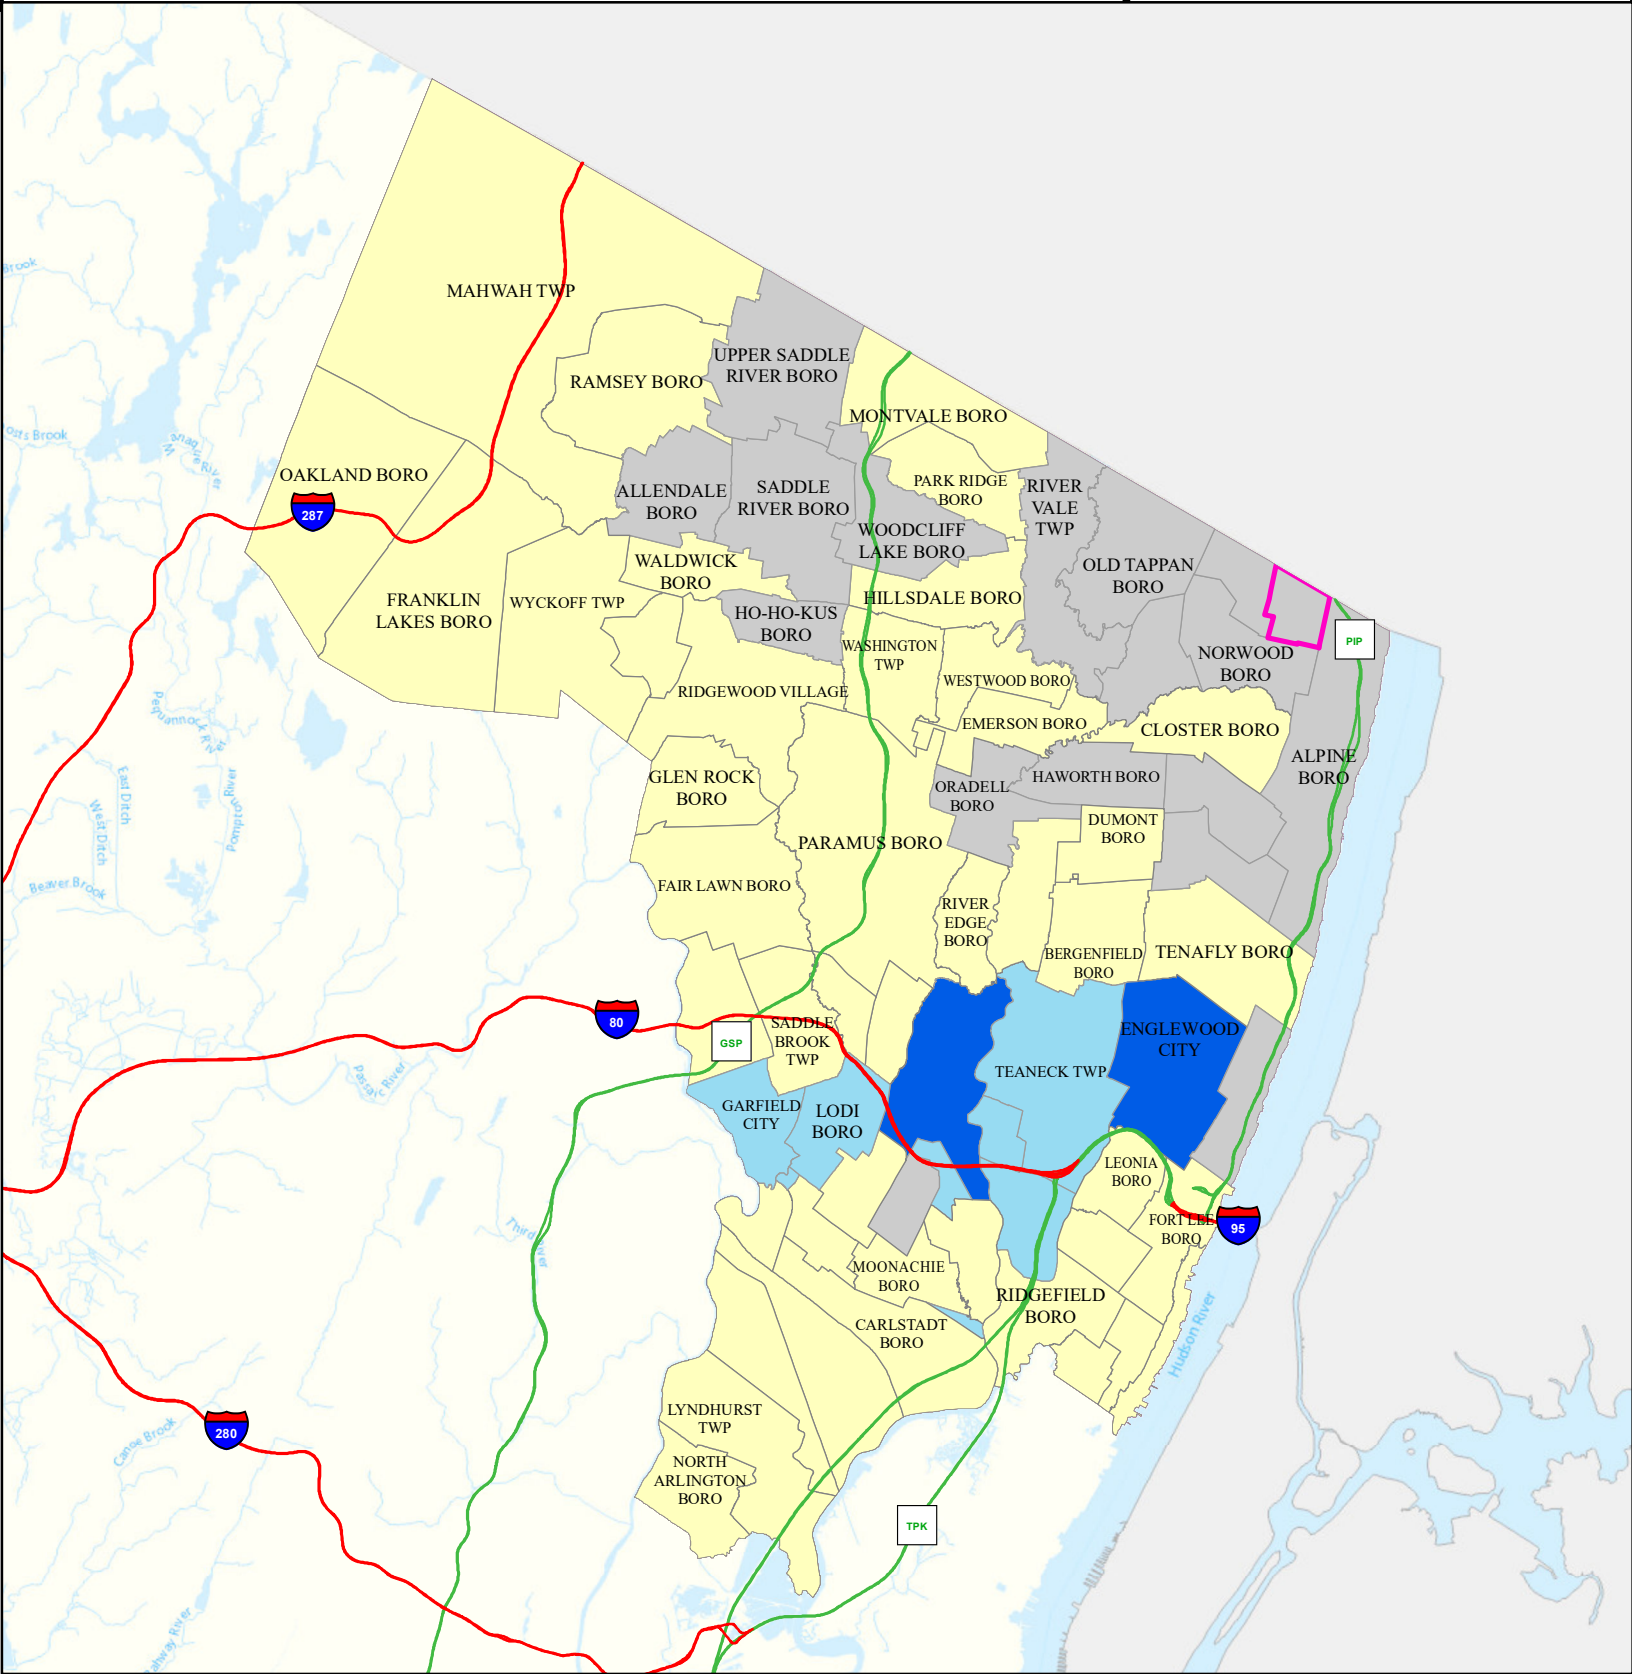 MAHWAH TWP
Brook
UPPER SADDLE
RIVER BORO
RAMSEY BORO
MONTVALE BORO
OAKLAND BORO
287
ALLENDALE
BORO
SADDLE
RIVER BORO
PARK RIDGE
BORO
RIVER
VALE
TWP
WOODCLIFF
LAKE BORO
WALDWICK
BORO
OLD TAPPAN
BORO
FRANKLIN
LAKES BORO
WYCKOFF TWP
HO-HO-KUS
BORO
HILLSDALE BORO
WASHINGTON
TWP
PIP
NORWOOD
BORO
RIDGEWOOD VILLAGE
WESTWOOD BORO
EMERSON BORO
CLOSTER BORO
Pequannock River
East Ditch
West Ditch
Pompton River
Beaver Brook
GLEN ROCK
BORO
ORADELL
BORO
HAWORTH BORO
ALPINE
BORO
DUMONT
BORO
PARAMUS BORO
FAIR LAWN BORO
RIVER
EDGE
BORO
BERGENFIELD
BORO
TENAFLY BORO
80
GSP
SADDLE
BROOK
TWP
ENGLEWOOD
CITY
TEANECK TWP
Passaic River
GARFIELD
CITY
LODI
BORO
LEONIA
BORO
FORT LEE
BORO
95
Third River
MOONACHIE
BORO
RIDGEFIELD
BORO
CARLSTADT
BORO
Hudson River
LYNDHURST
TWP
280
Canoe Brook
NORTH
ARLINGTON
BORO
TPK